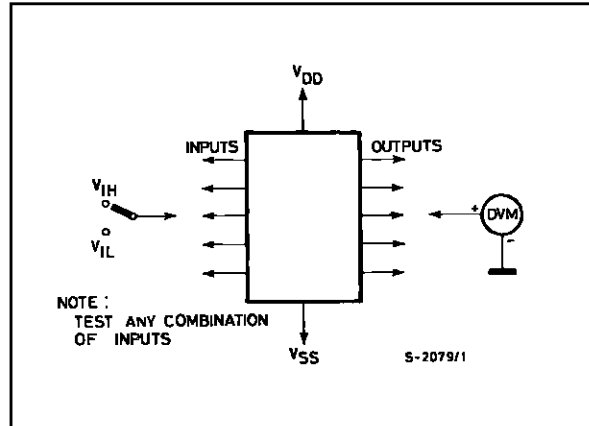 VDD
INPUTS
OUTPUTS
VIH
VIL
+
DVM
-
NOTE :
TEST ANY COMBINATION
OF INPUTS
VSS
S-2079/1